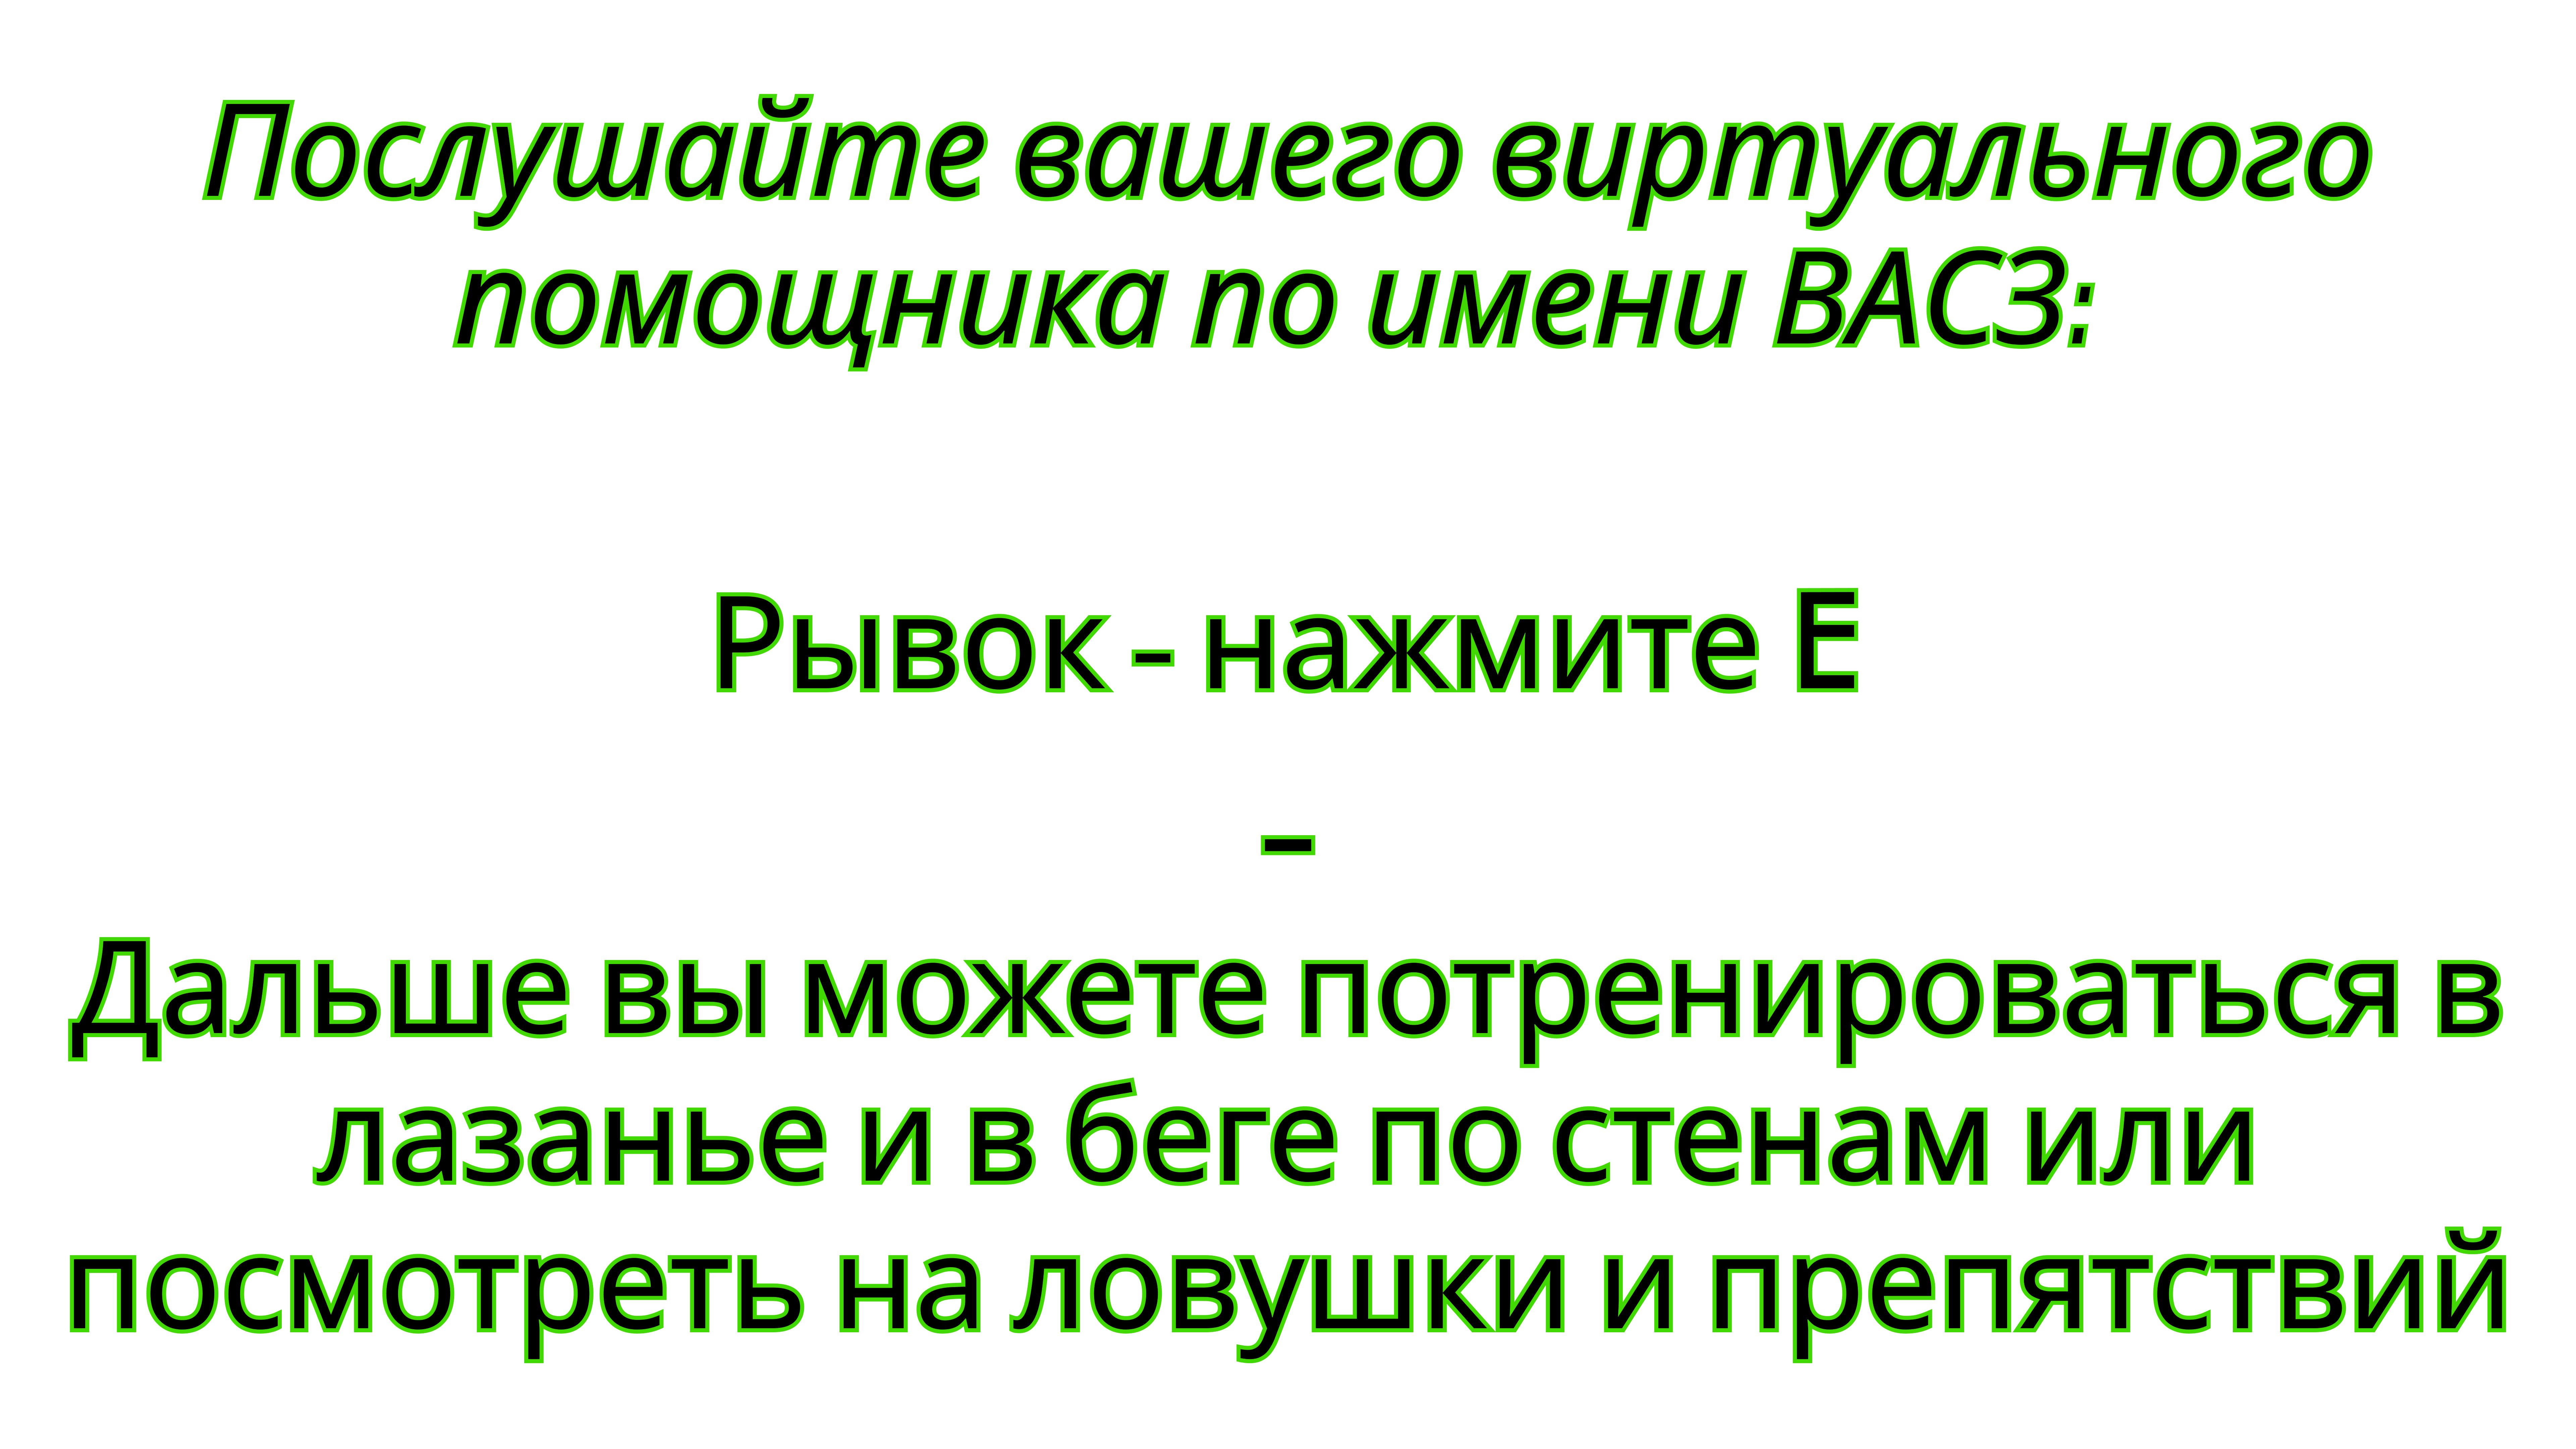 Послушайте вашего виртуального
помощника по имени ВАСЗ:
Рывок - нажмите E
–
Дальше вы можете потренироваться в
лазанье и в беге по стенам или
посмотреть на ловушки и препятствий